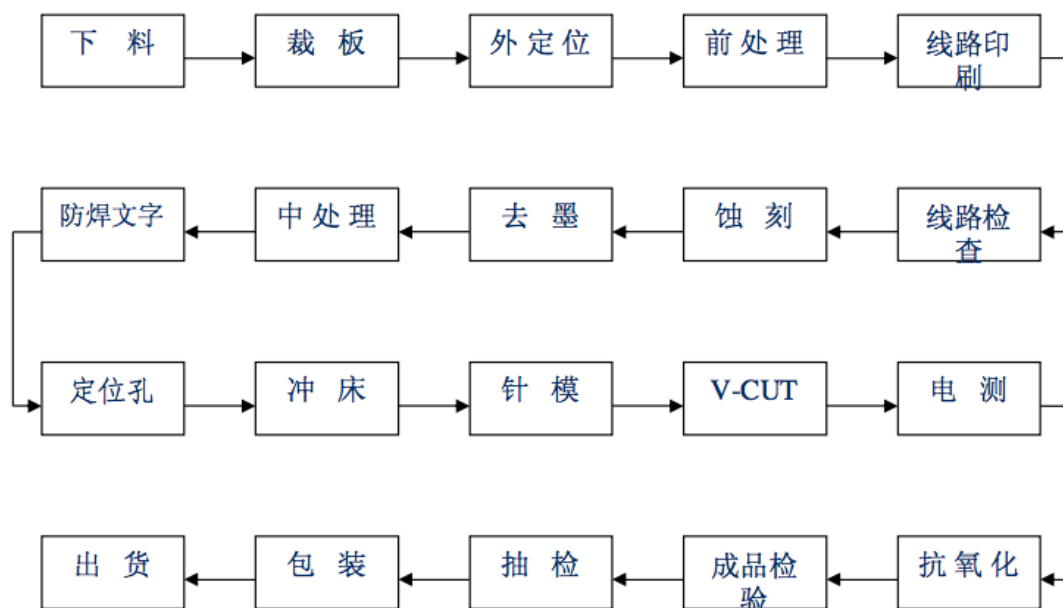 下 料
裁 板
外 定 位
前 处 理
线路印
刷
防焊文字
中 处 理
去 墨
蚀 刻
线路检
查
定位孔
冲 床
针 模
V-CUT
电 测
出 货
包 装
抽 检
成品检
验
抗 氧 化